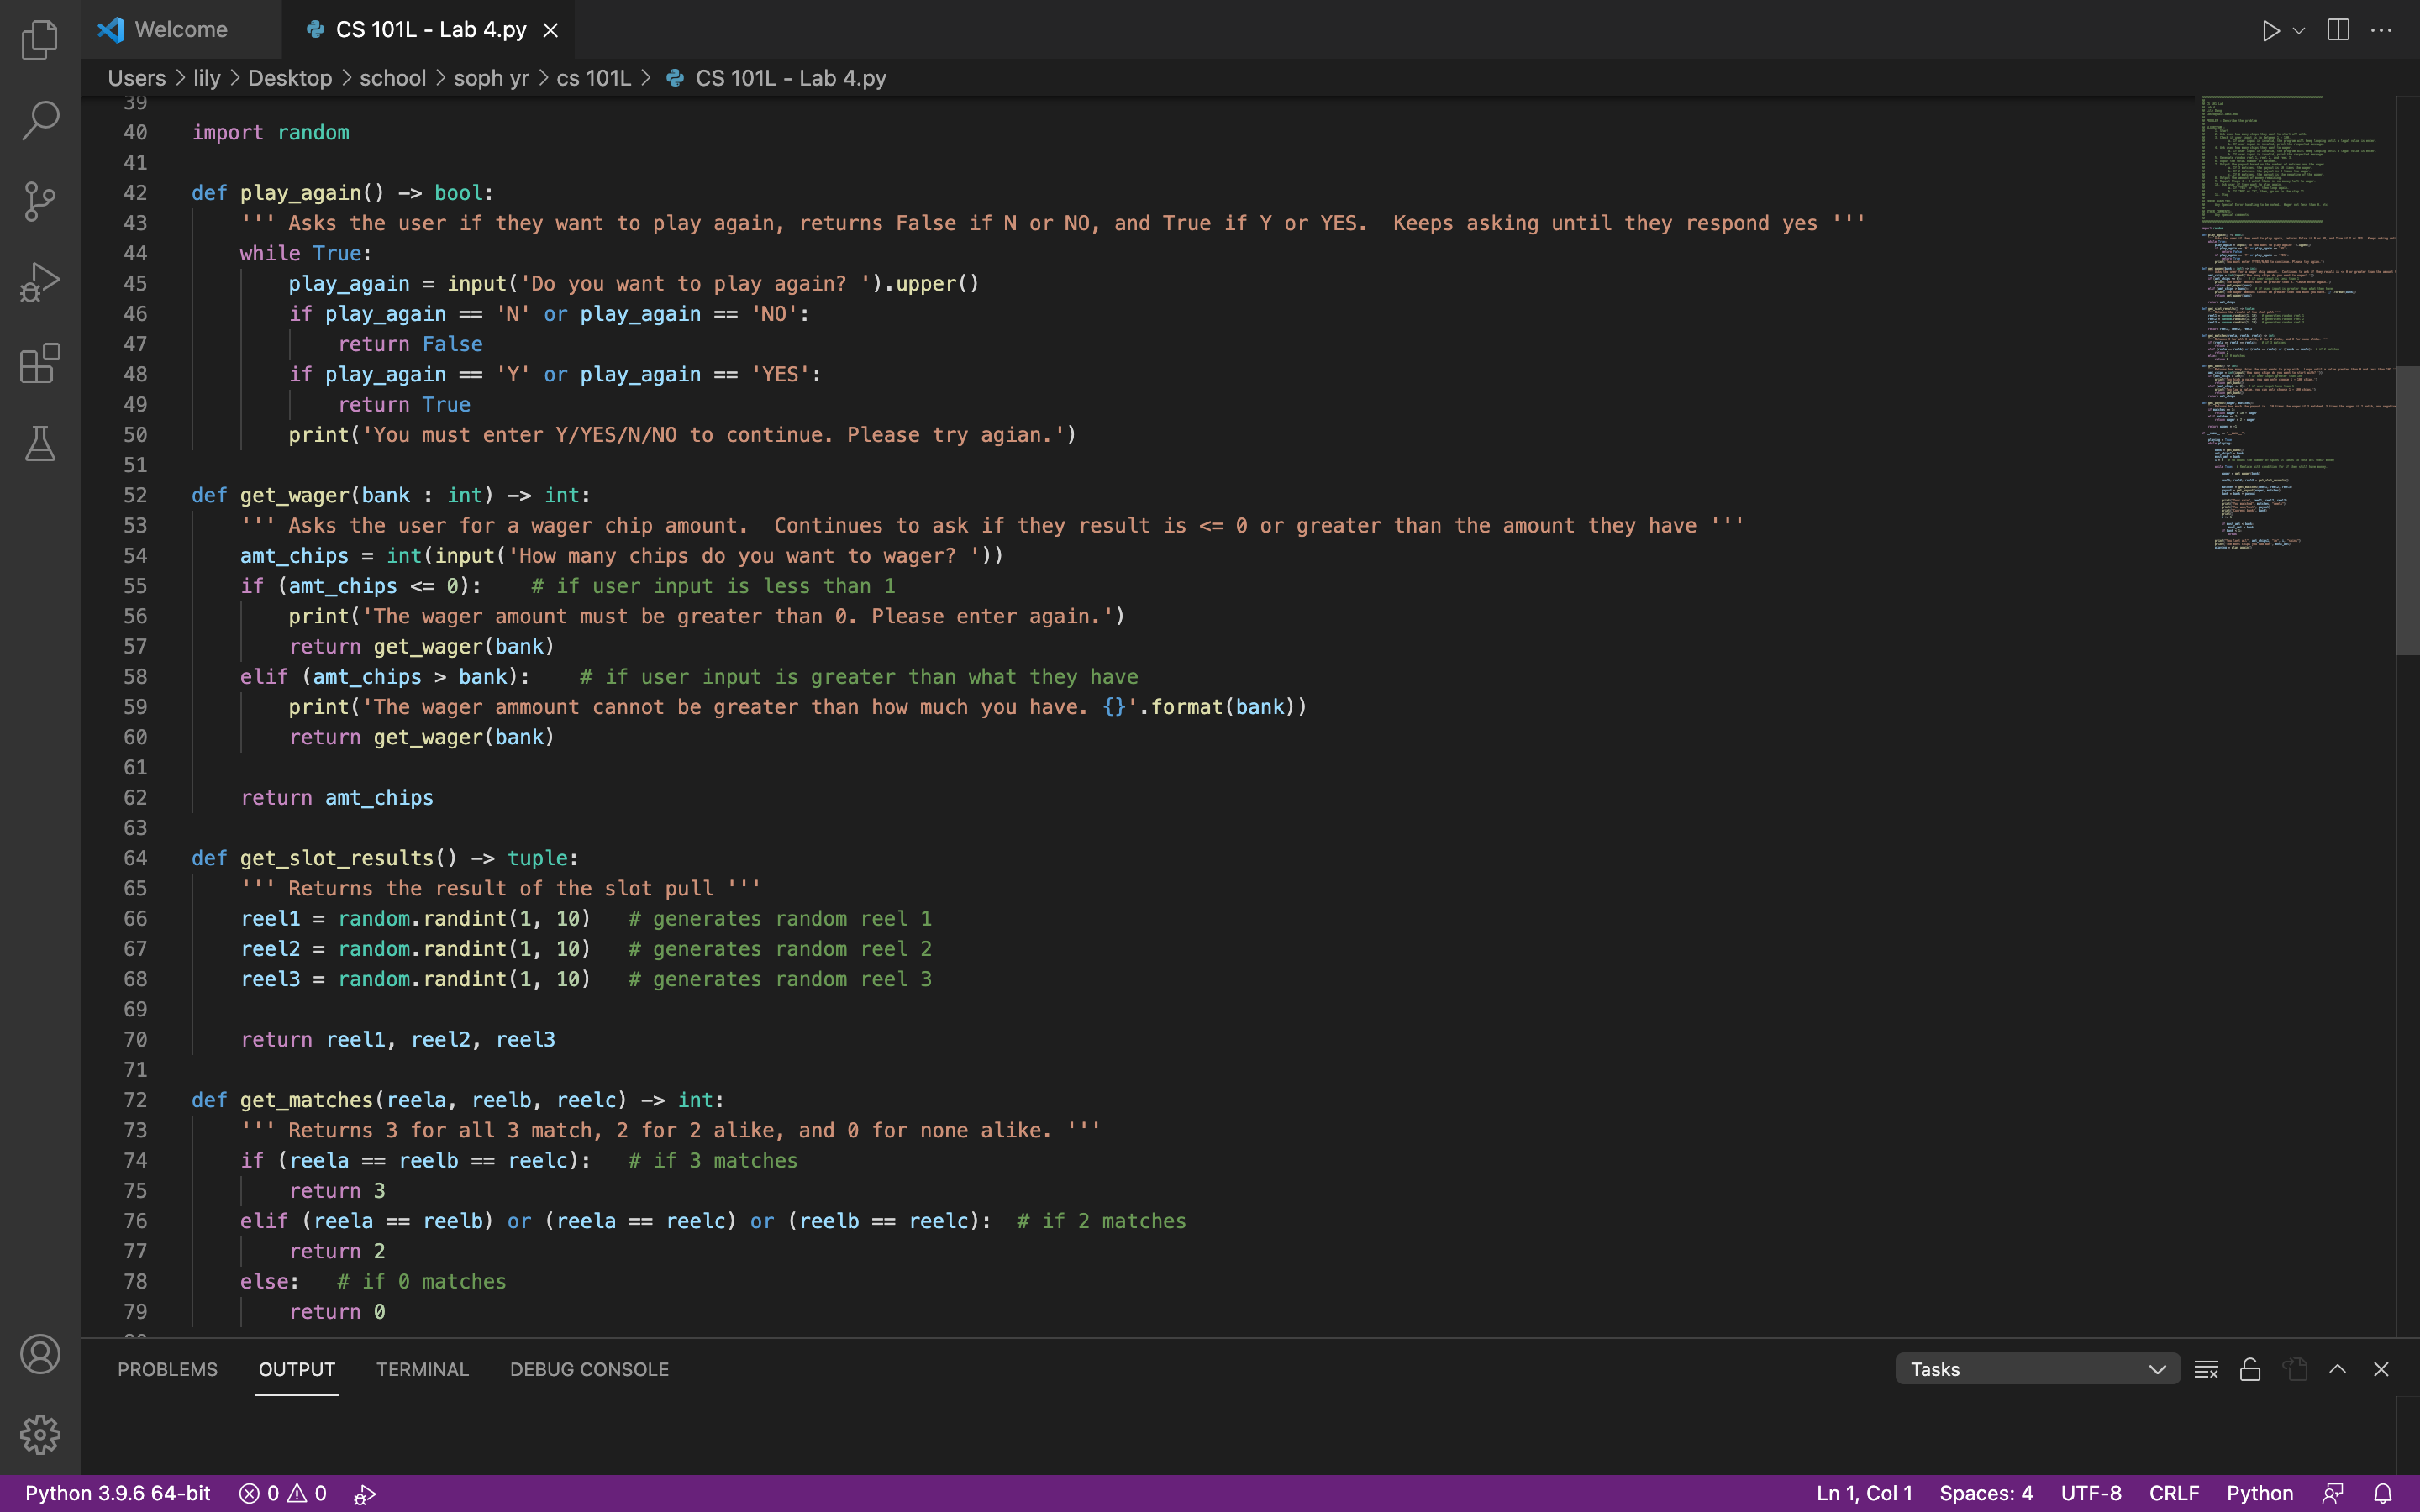 Welcome
CS 101L - Lab 4.py
Users > lily > Desktop > school > soph yr > cs 101L > CS 101L - Lab 4.py
39
40 import random
41
42 def play_again() -> bool:
43 ''' Asks the user if they want to play again, returns False if N or NO, and True if Y or YES.  Keeps asking until they respond yes '''
44 while True:
45 play_again = input('Do you want to play again? ').upper()
46 if play_again == 'N' or play_again == 'NO':
47 return False
48 if play_again == 'Y' or play_again == 'YES':
49 return True
50 print('You must enter Y/YES/N/NO to continue. Please try agian.')
51
52 def get_wager(bank : int) -> int:
53 ''' Asks the user for a wager chip amount.  Continues to ask if they result is <= 0 or greater than the amount they have '''
54 amt_chips = int(input('How many chips do you want to wager? '))
55 if (amt_chips <= 0):    # if user input is less than 1
56 print('The wager amount must be greater than 0. Please enter again.')
57 return get_wager(bank)
58 elif (amt_chips > bank):    # if user input is greater than what they have
59 print('The wager ammount cannot be greater than how much you have. {}'.format(bank))
60 return get_wager(bank)
61
62 return amt_chips
63
64 def get_slot_results() -> tuple:
65 ''' Returns the result of the slot pull '''
66 reel1 = random.randint(1, 10)   # generates random reel 1
67 reel2 = random.randint(1, 10)   # generates random reel 2
68 reel3 = random.randint(1, 10)   # generates random reel 3
69
70 return reel1, reel2, reel3
71
72 def get_matches(reela, reelb, reelc) -> int:
73 ''' Returns 3 for all 3 match, 2 for 2 alike, and 0 for none alike. '''
74 if (reela == reelb == reelc):   # if 3 matches
75 return 3
76 elif (reela == reelb) or (reela == reelc) or (reelb == reelc):  # if 2 matches
77 return 2
78 else:   # if 0 matches
79 return 0
PROBLEMS OUTPUT TERMINAL DEBUG CONSOLE
Tasks
Python 3.9.6 64-bit 0 0
Ln 1, Col 1 Spaces: 4 UTF-8 CRLF Python